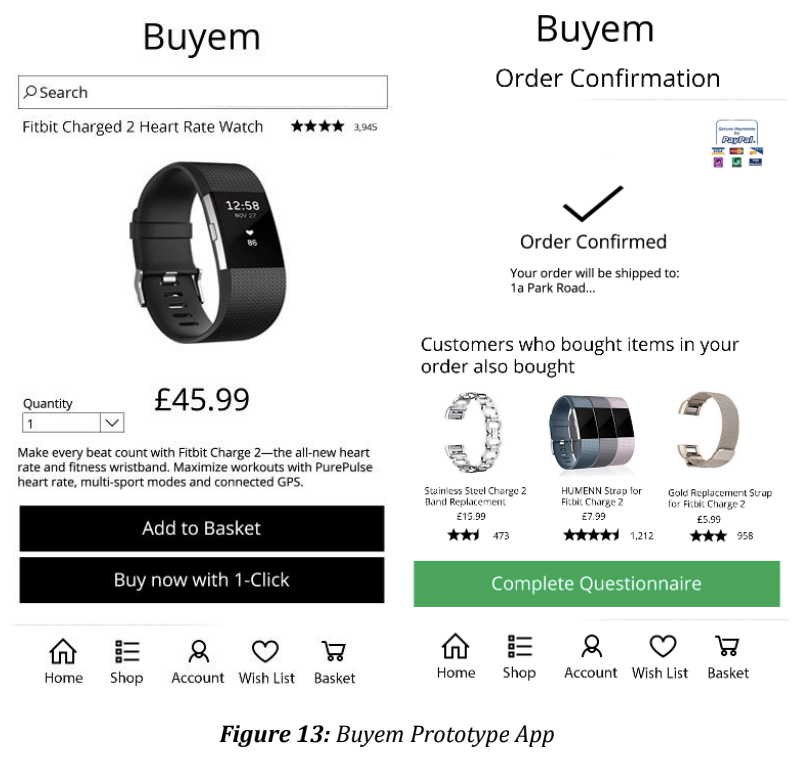 Buyem
Search
Fitbit Charged 2 Heart Rate Watch
3,945
12:58
NOV 27
86
Quantity
1
£45.99
Make every beat count with Fitbit Charge 2—the all-new heart
rate and fitness wristband. Maximize workouts with PurePulse
heart rate, multi-sport modes and connected GPS.
Add to Basket
Buy now with 1-Click
Home
Shop
Account
Wish List
Basket
Buyem
Order Confirmation
Secure Payments
by
PayPal.
VISA
Order Confirmed
Your order will be shipped to:
1a Park Road...
Customers who bought items in your
order also bought
Stainless Steel Charge 2
Band Replacement
£15.99
473
HUMENN Strap for
Fitbit Charge 2
£7.99
1,212
Gold Replacement Strap
for Fitbit Charge 2
£5.99
958
Complete Questionnaire
Home
Shop
Account
Wish List
Basket
Figure 13: Buyem Prototype App